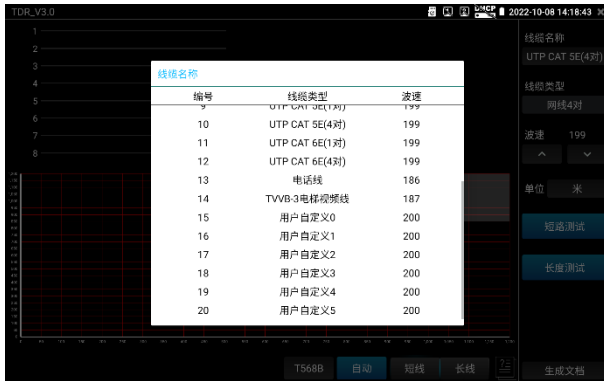 TDR_V3.0
2022-10-08 14:18:43
1
2
3
4
5
6
7
8
线缆名称
编号 线缆类型 波速
9 UTP CAT 5E(1对) 199
10 UTP CAT 5E(4对) 199
11 UTP CAT 6E(1对) 199
12 UTP CAT 6E(4对) 199
13 电话线 186
14 TVVB-3电梯视频线 187
15 用户自定义0 200
16 用户自定义1 200
17 用户自定义2 200
18 用户自定义3 200
19 用户自定义4 200
20 用户自定义5 200
线缆名称
UTP CAT 5E(4对)
线缆类型
网线4对
波速 199
单位 米
短路测试
长度测试
T568B 自动 短线 长线
生成文档